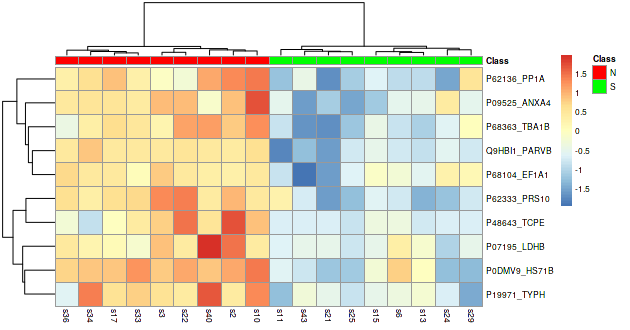 Class
P62136_PP1A
P09525_ANXA4
P68363_TBA1B
Q9HBI1_PARVB
P68104_EF1A1
P62333_PRS10
P48643_TCPE
P07195_LDHB
P0DMV9_HS71B
P19971_TYPH
s36 s34 s17 s33 s3 s22 s40 s2 s10 s11 s43 s21 s25 s15 s6 s13 s24 s29
1.5
1
0.5
0
-0.5
-1
-1.5
Class
N
S